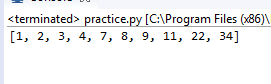 <terminated> practice.py [C:\Program Files (x86)\
[1, 2, 3, 4, 7, 8, 9, 11, 22, 34]